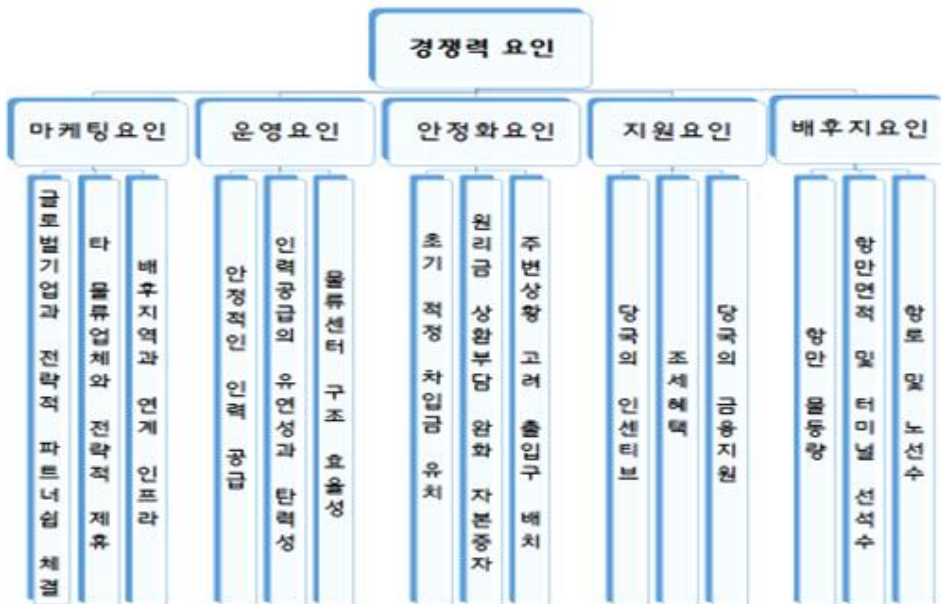 경쟁력 요인
마케팅요인
운영요인
안정화요인
지원요인
배후지요인
글로벌기업과 전략적 파트너쉽 체결
타 물류업체와 전략적 제휴
배후지역과 연계 인프라
안정적인 인력 공급
인력공급의 유연성과 탄력성
물류센터 구조 효율성
초기 적정 차입금 유치
원리금 상환부담 완화 자본증자
주변상황 고려 출입구 배치
당국의 인센티브
조세혜택
당국의 금융지원
항만 물동량
항만면적 및 터미널 선석수
항로 및 노선수